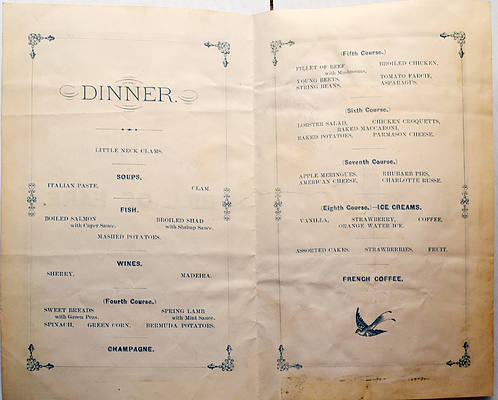 DINNER.
LITTLE NECK CLAMS.
SOUPS.
ITALIAN PASTE. CLAM.
FISH.
BOILED SALMON BROILED SHAD
with Caper Sauce. with Shrimp Sauce.
MASHED POTATOES.
WINES.
SHERRY. MADEIRA.
(Fourth Course.)
SWEET BREADS SPRING LAMB
with Green Peas. with Mint Sauce.
SPINACH, GREEN CORN, BERMUDA POTATOES.
CHAMPAGNE.
(Fifth Course.)
FILLET OF BEEF BROILED CHICKEN,
with Mushrooms,
YOUNG BEETS, TOMATO FARCIE,
STRING BEANS. ASPARAGUS.
(Sixth Course.)
LOBSTER SALAD, CHICKEN CROQUETTS,
BAKED MACCARONI,
BAKED POTATOES, PARMASON CHEESE.
(Seventh Course.)
APPLE MERINGUES, RHUBARB PIES,
AMERICAN CHEESE, CHARLOTTE RUSSE.
(Eighth Course.)—ICE CREAMS.
VANILLA, STRAWBERRY, COFFEE,
ORANGE WATER ICE.
ASSORTED CAKES. STRAWBERRIES, FRUIT.
FRENCH COFFEE.